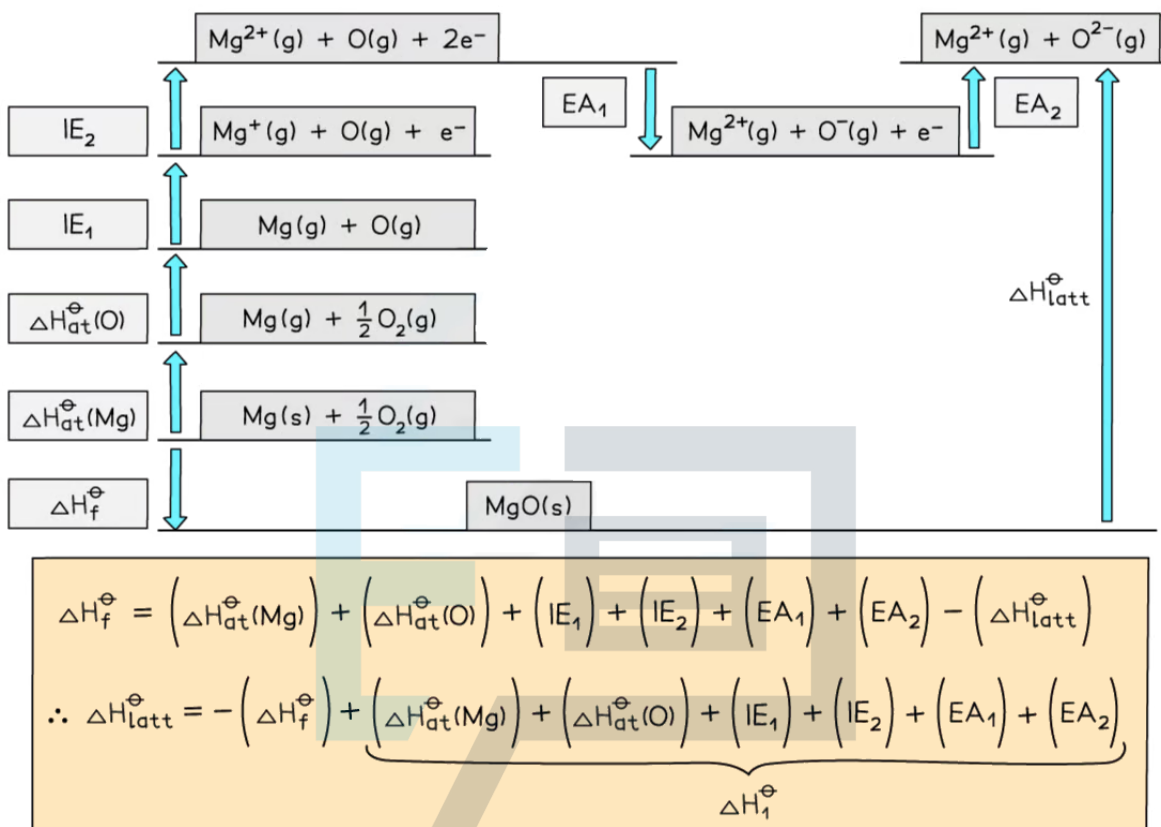 Mg²⁺(g) + O(g) + 2e⁻
Mg²⁺(g) + O²⁻(g)
IE₂
Mg⁺(g) + O(g) + e⁻
EA₁
Mg²⁺(g) + O⁻(g) + e⁻
EA₂
IE₁
Mg(g) + O(g)
ΔH⦵at(O)
Mg(g) + ½O₂(g)
ΔH⦵latt
ΔH⦵at(Mg)
Mg(s) + ½O₂(g)
ΔH⦵f
MgO(s)
ΔH⦵f = (ΔH⦵at(Mg)) + (ΔH⦵at(O)) + (IE₁) + (IE₂) + (EA₁) + (EA₂) − (ΔH⦵latt)
∴ ΔH⦵latt = −(ΔH⦵f) + (ΔH⦵at(Mg)) + (ΔH⦵at(O)) + (IE₁) + (IE₂) + (EA₁) + (EA₂)
ΔH⦵₁